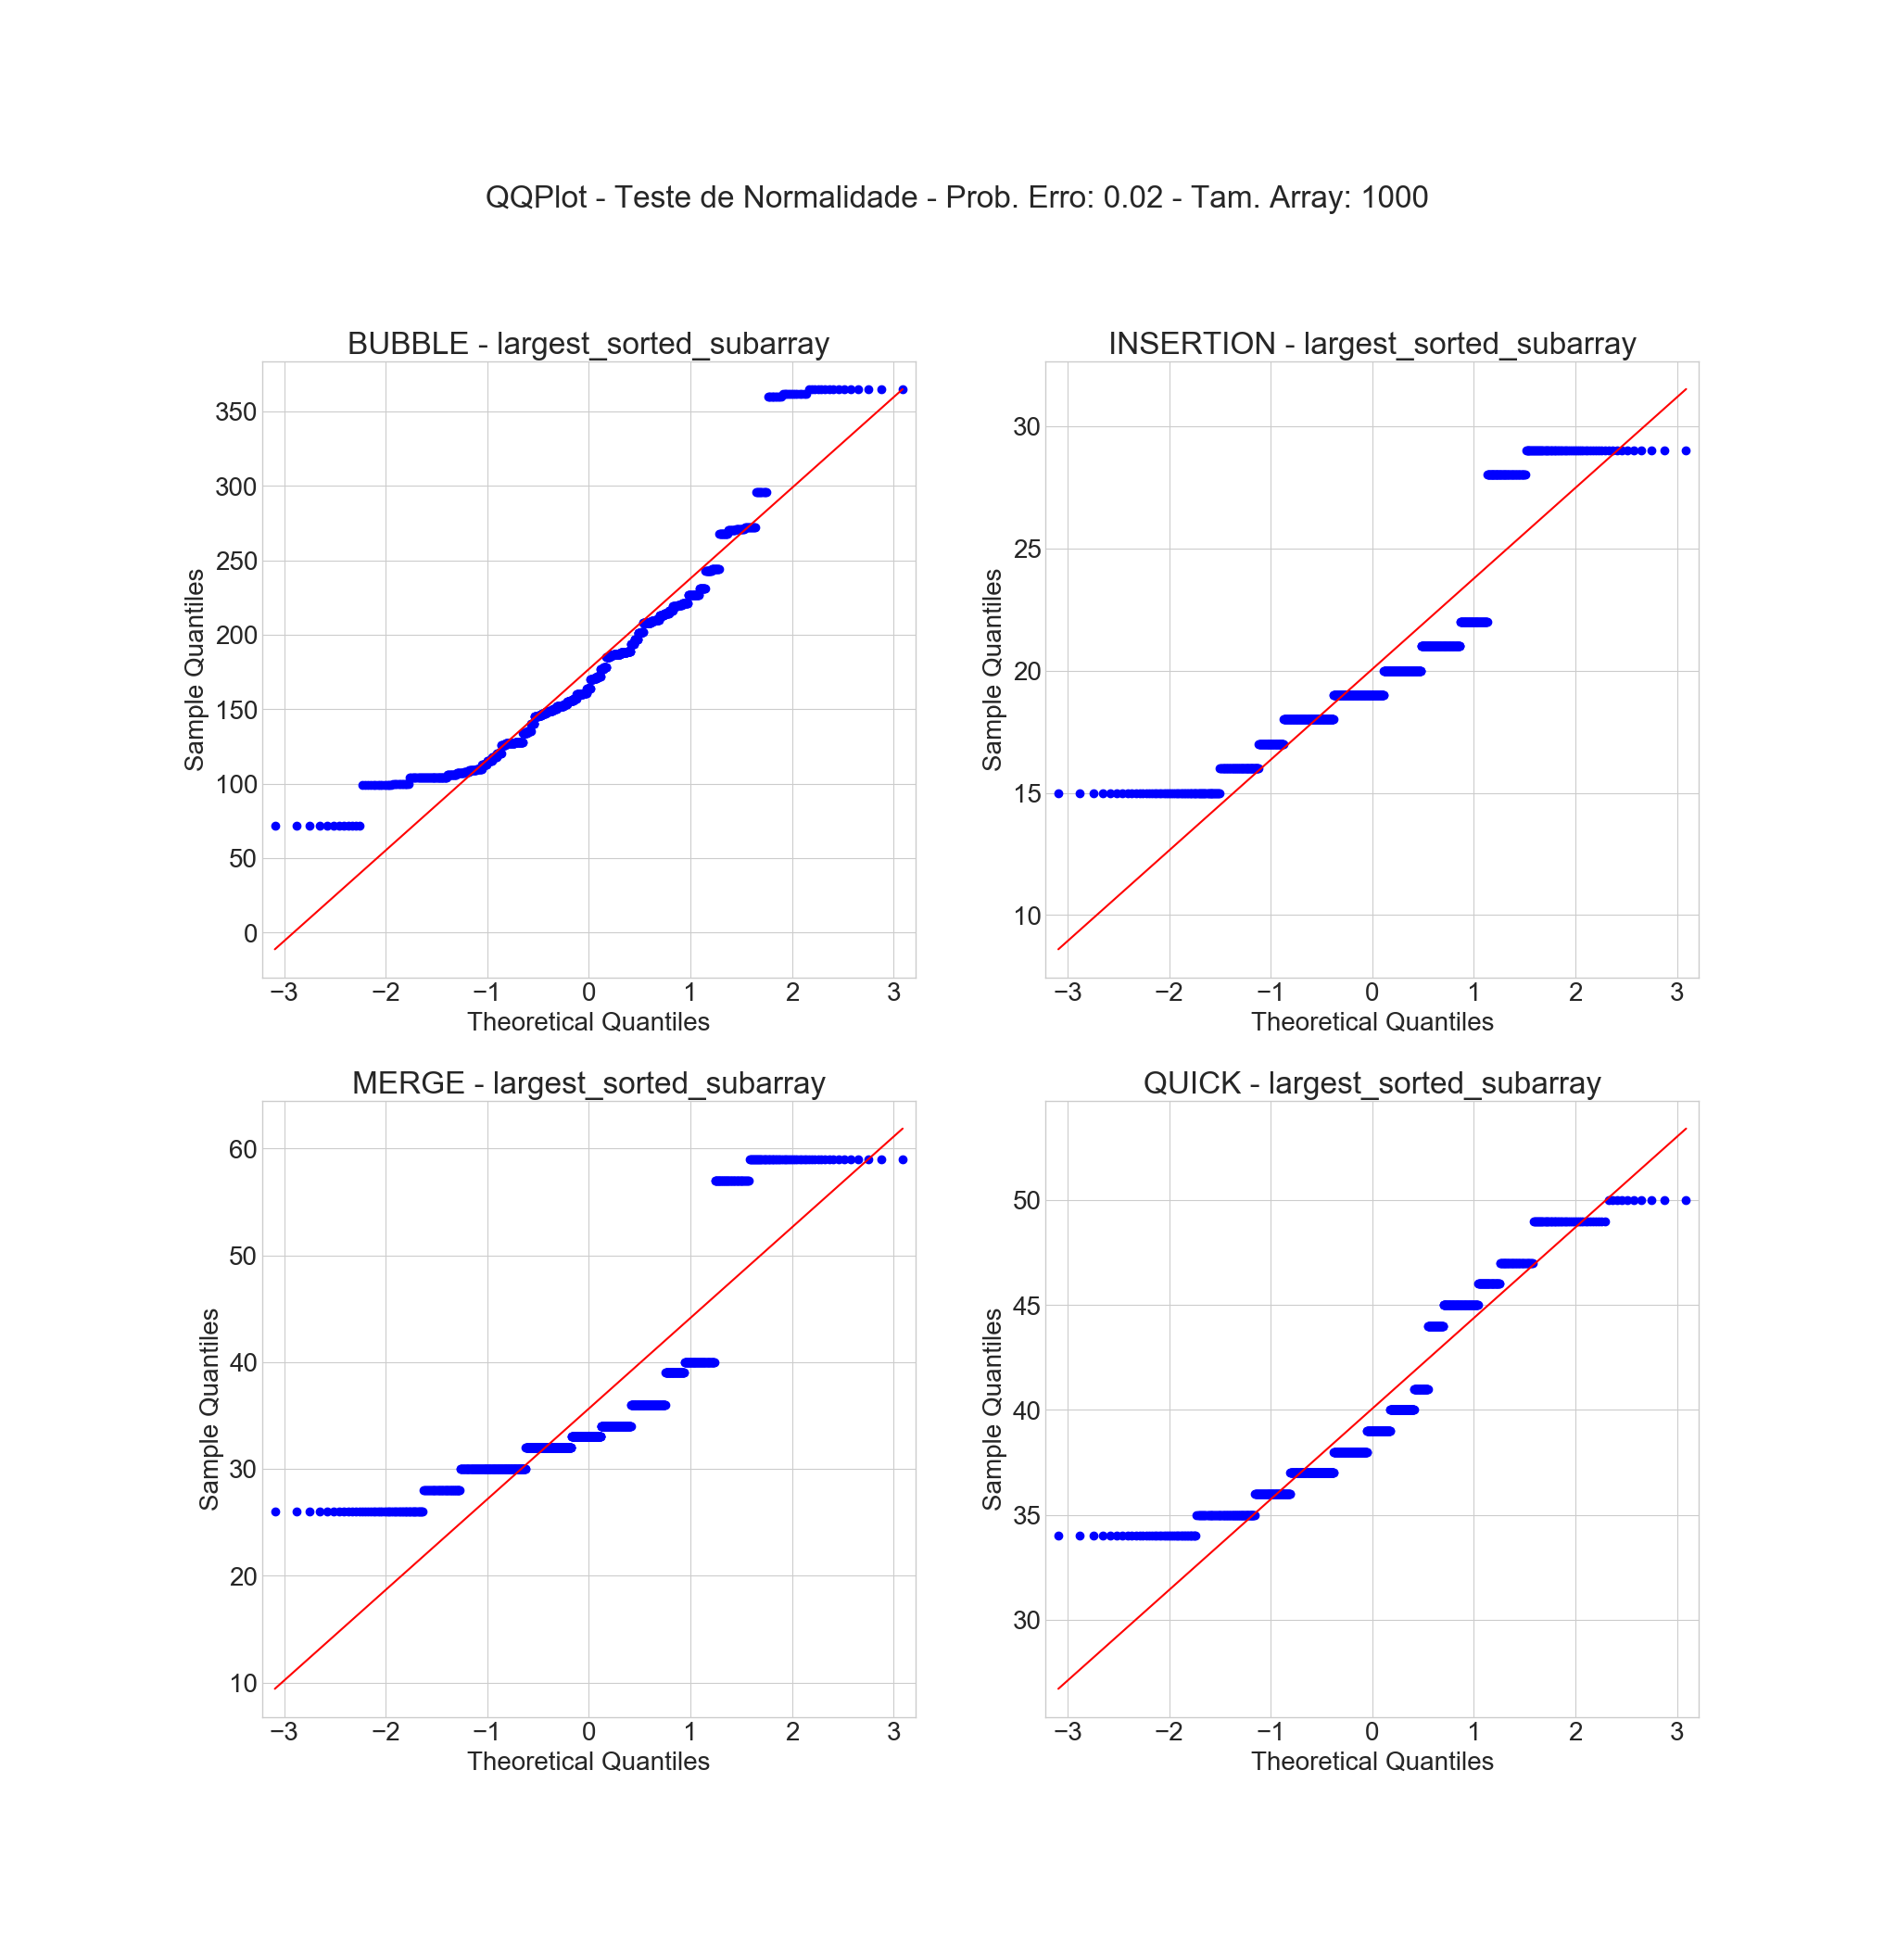 QQPlot - Teste de Normalidade - Prob. Erro: 0.02 - Tam. Array: 1000
BUBBLE - largest_sorted_subarray
350
300
250
200
150
100
50
0
Sample Quantiles
−3 −2 −1 0 1 2 3
Theoretical Quantiles
INSERTION - largest_sorted_subarray
30
25
20
15
10
Sample Quantiles
−3 −2 −1 0 1 2 3
Theoretical Quantiles
MERGE - largest_sorted_subarray
60
50
40
30
20
10
Sample Quantiles
−3 −2 −1 0 1 2 3
Theoretical Quantiles
QUICK - largest_sorted_subarray
50
45
40
35
30
Sample Quantiles
−3 −2 −1 0 1 2 3
Theoretical Quantiles